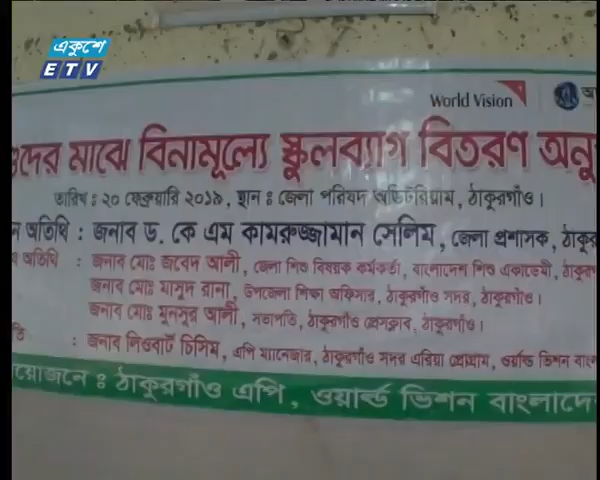 একুশে
ETV
World Vision
দের মাঝে বিনামূল্যে স্কুলব্যাগ বিতরণ অনু
তারিখ : ২০ ফেব্রুয়ারি ২০১৯, স্থান : জেলা পরিষদ অডিটরিয়াম, ঠাকুরগাঁও।
অতিথি : জনাব ড. কে এম কামরুজ্জামান সেলিম, জেলা প্রশাসক, ঠাকুর
অতিথি : জনাব মোঃ জবেদ আলী, জেলা শিশু বিষয়ক কর্মকর্তা, বাংলাদেশ শিশু একাডেমী, ঠাকুর
জনাব মোঃ মাসুদ রানা, উপজেলা শিক্ষা অফিসার, ঠাকুরগাঁও সদর, ঠাকুরগাঁও।
জনাব মোঃ মুনসুর আলী, সভাপতি, ঠাকুরগাঁও প্রেসক্লাব, ঠাকুরগাঁও।
: জনাব লিওবার্ট চিসিম, এপি ম্যানেজার, ঠাকুরগাঁও সদর এরিয়া প্রোগ্রাম, ওয়ার্ল্ড ভিশন বাংলা
য়োজনে : ঠাকুরগাঁও এপি, ওয়ার্ল্ড ভিশন বাংলাদে